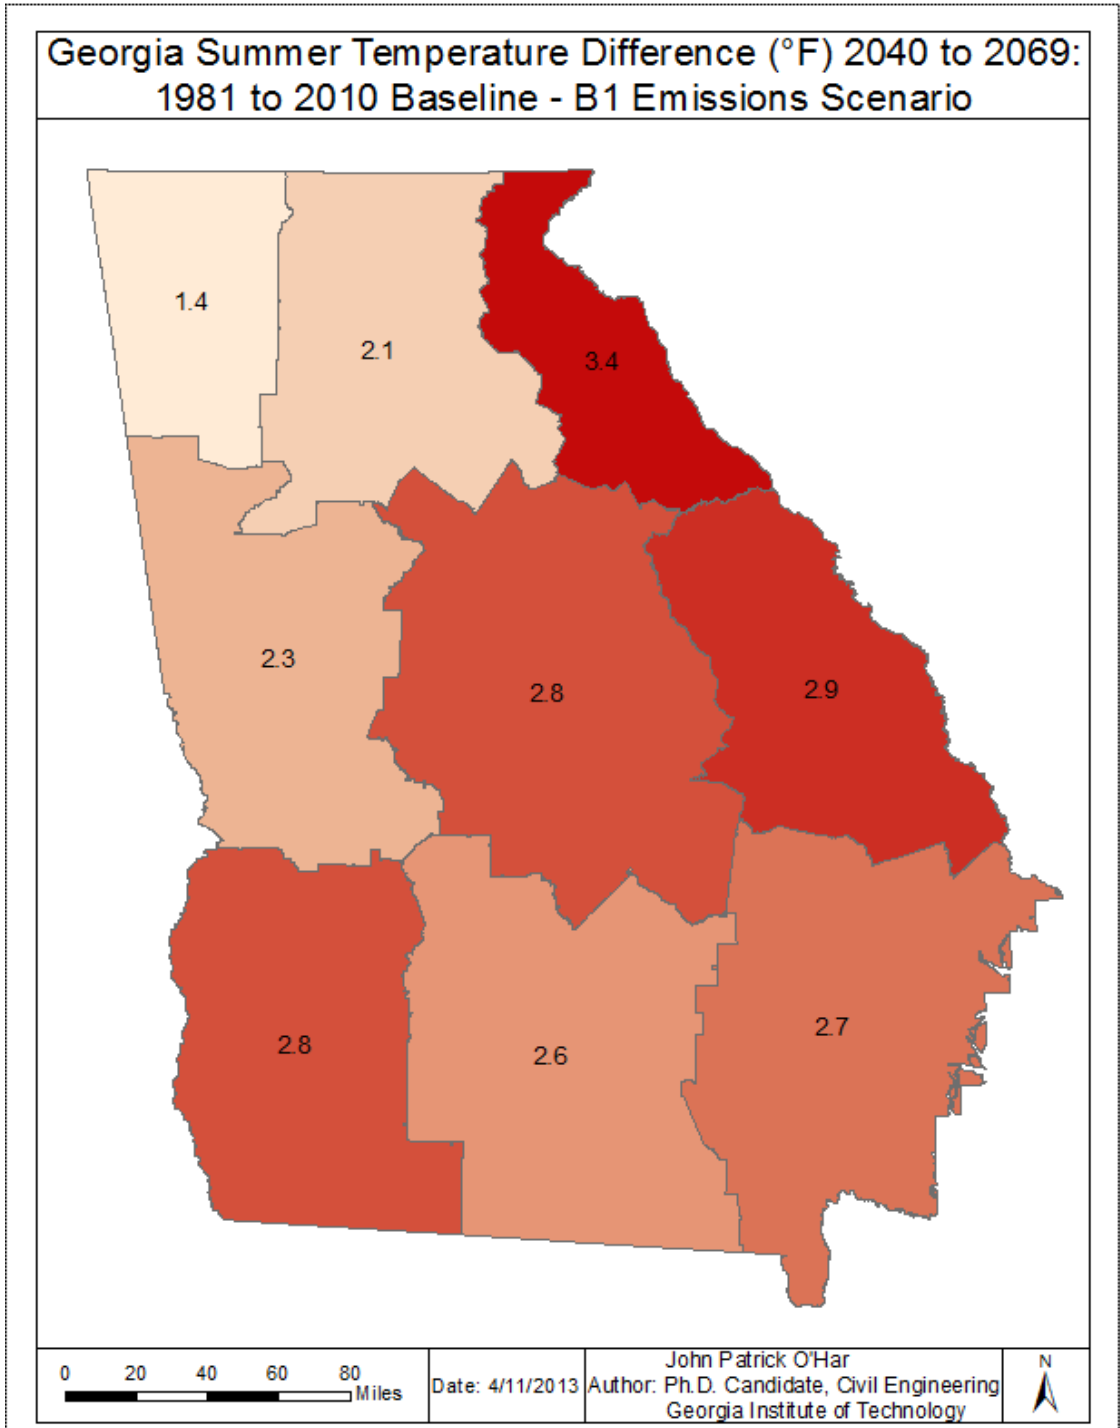 Georgia Summer Temperature Difference (°F) 2040 to 2069:
1981 to 2010 Baseline - B1 Emissions Scenario
1.4
2.1
3.4
2.3
2.8
2.9
2.8
2.6
2.7
0 20 40 60 80
Miles
Date: 4/11/2013
John Patrick O'Har
Author: Ph.D. Candidate, Civil Engineering
Georgia Institute of Technology
N